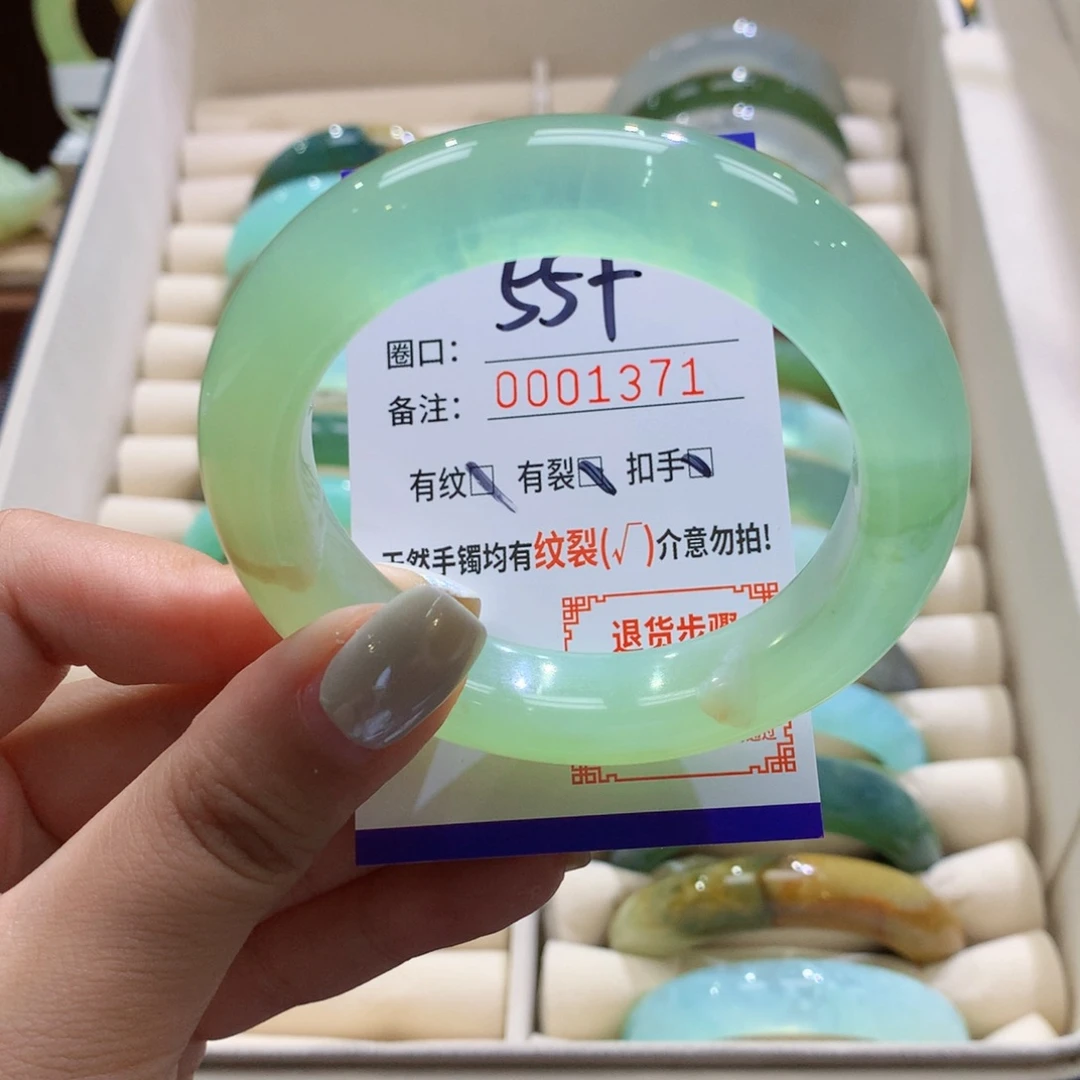 55+
圈口：
0001371
备注：
有纹☑ 有裂☑ 扣手☑
天然手镯均有纹裂(√)介意勿拍!
退货步骤